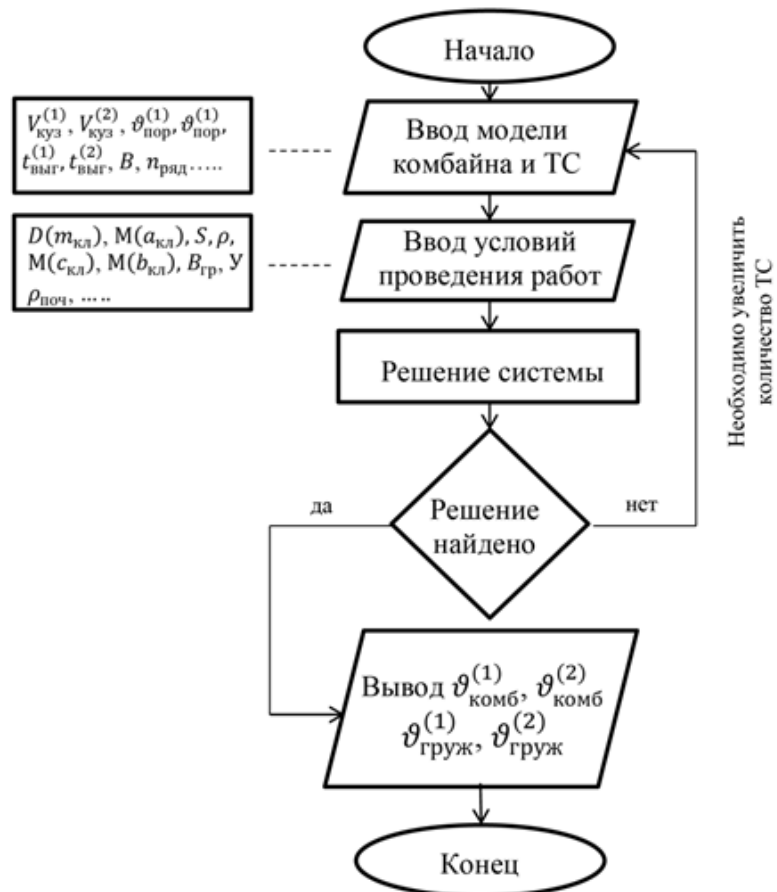 Начало
V_куз^(1), V_куз^(2), ϑ_пор^(1), ϑ_пор^(1),
t_выг^(1), t_выг^(2), B, n_ряд.....
Ввод модели
комбайна и ТС
D(m_кл), М(a_кл), S, ρ,
М(c_кл), М(b_кл), B_гр, У
ρ_поч, .....
Ввод условий
проведения работ
Необходимо увеличить
количество ТС
Решение системы
Решение
найдено
да
нет
Вывод ϑ_комб^(1), ϑ_комб^(2)
ϑ_груж^(1), ϑ_груж^(2)
Конец